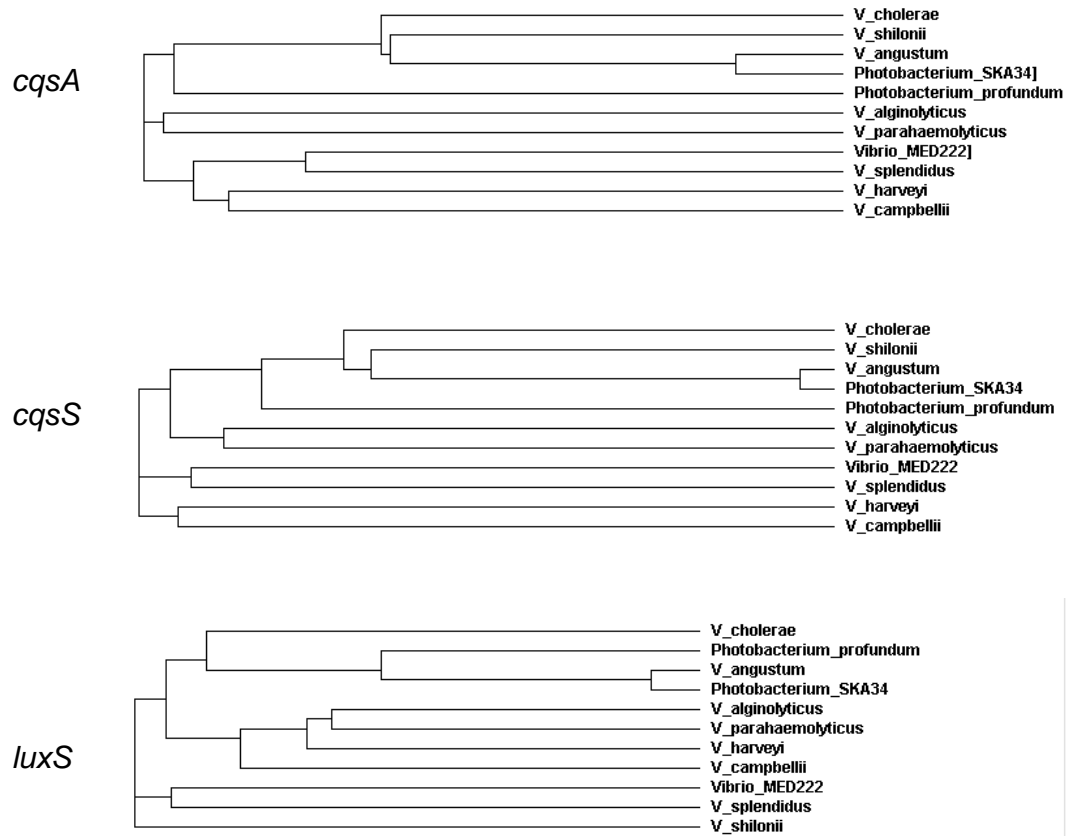 cqsA
V_cholerae
V_shilonii
V_angustum
Photobacterium_SKA34]
Photobacterium_profundum
V_alginolyticus
V_parahaemolyticus
Vibrio_MED222]
V_splendidus
V_harveyi
V_campbellii
cqsS
V_cholerae
V_shilonii
V_angustum
Photobacterium_SKA34
Photobacterium_profundum
V_alginolyticus
V_parahaemolyticus
Vibrio_MED222
V_splendidus
V_harveyi
V_campbellii
luxS
V_cholerae
Photobacterium_profundum
V_angustum
Photobacterium_SKA34
V_alginolyticus
V_parahaemolyticus
V_harveyi
V_campbellii
Vibrio_MED222
V_splendidus
V_shilonii